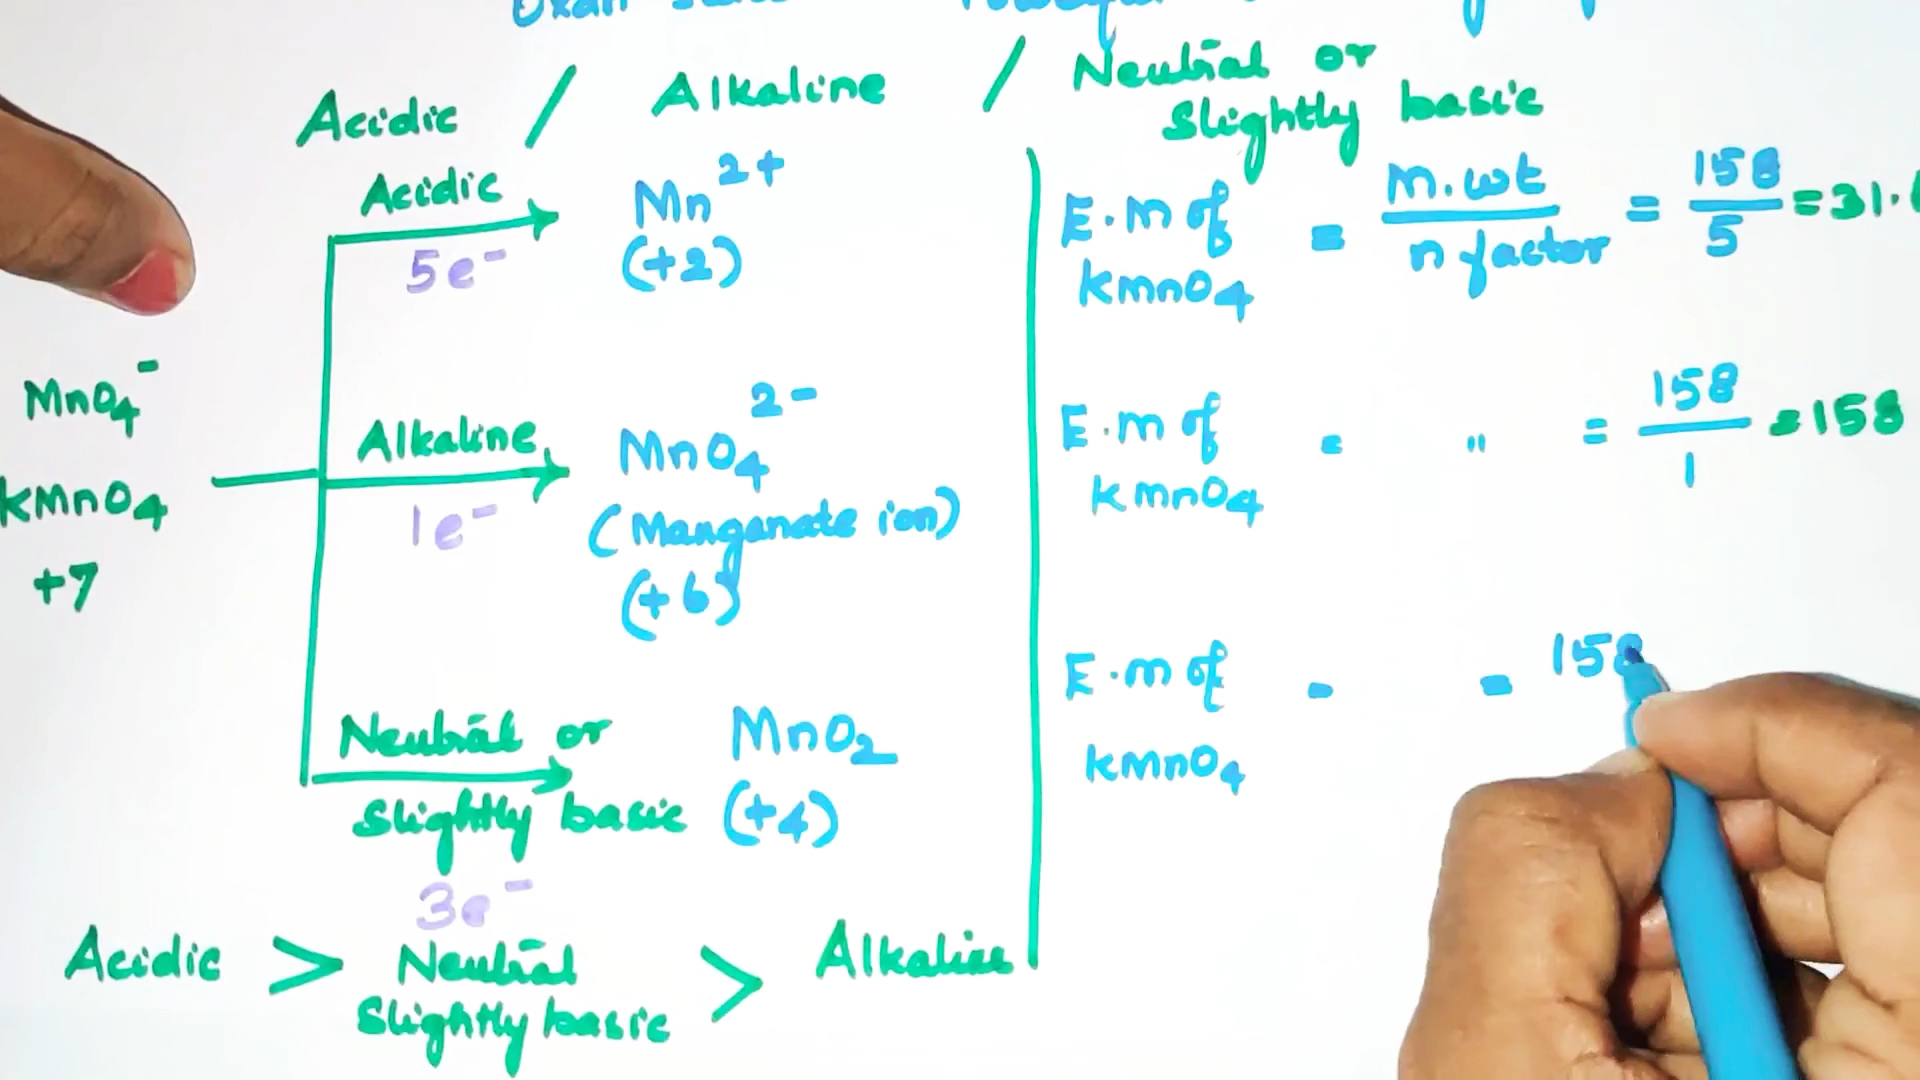 Acidic / Alkaline / Neutral or
Slightly basic
Acidic
5e⁻
Mn²⁺
(+2)
E.m of
kmnO₄
= m.wt / n factor = 158 / 5 = 31.
MnO₄⁻
KMnO₄
+7
Alkaline
1e⁻
MnO₄²⁻
(Manganate ion)
(+6)
E.m of
KmnO₄
= " = 158 / 1 = 158
Neutral or
Slightly basic
3e⁻
MnO₂
(+4)
E.m of
kmnO₄
= = 158
Acidic > Neutral
Slightly basic
> Alkaline